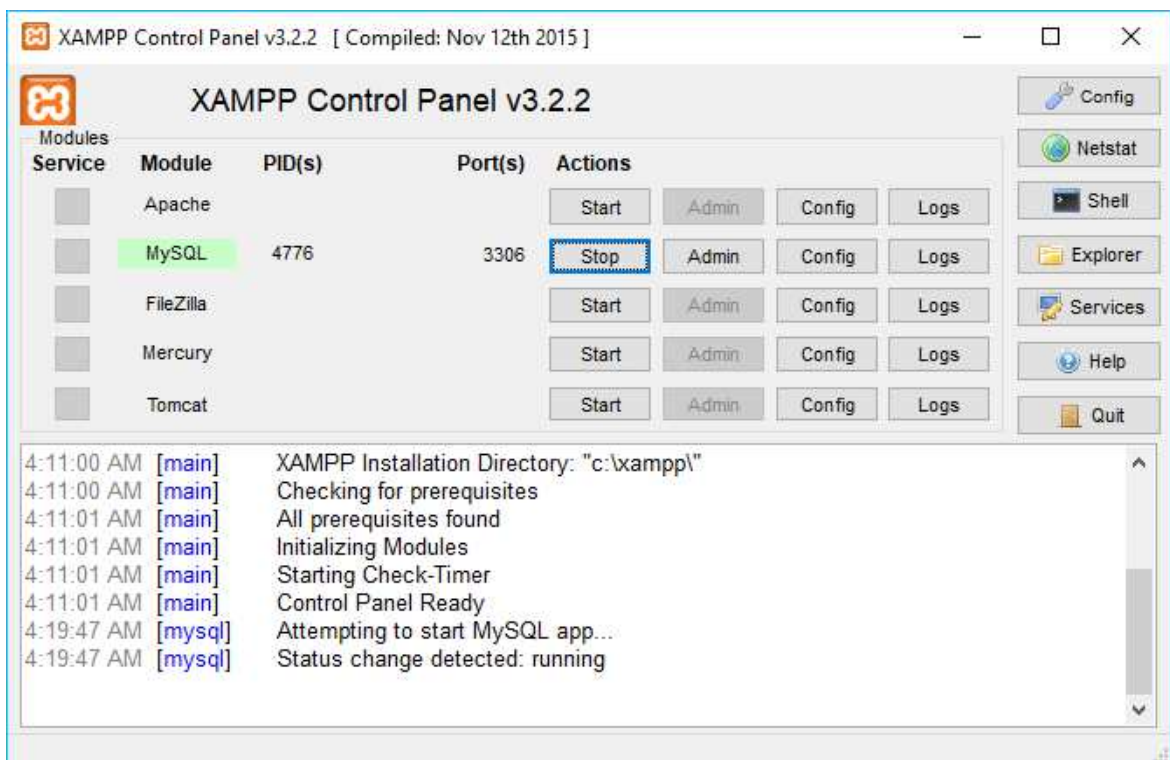 XAMPP Control Panel v3.2.2 [ Compiled: Nov 12th 2015 ]
XAMPP Control Panel v3.2.2
Config
Modules
Netstat
Service Module PID(s) Port(s) Actions
Apache Start Admin Config Logs
Shell
MySQL 4776 3306 Stop Admin Config Logs
Explorer
FileZilla Start Admin Config Logs
Services
Mercury Start Admin Config Logs
Help
Tomcat Start Admin Config Logs
Quit
4:11:00 AM [main] XAMPP Installation Directory: "c:\xampp\"
4:11:00 AM [main] Checking for prerequisites
4:11:01 AM [main] All prerequisites found
4:11:01 AM [main] Initializing Modules
4:11:01 AM [main] Starting Check-Timer
4:11:01 AM [main] Control Panel Ready
4:19:47 AM [mysql] Attempting to start MySQL app...
4:19:47 AM [mysql] Status change detected: running